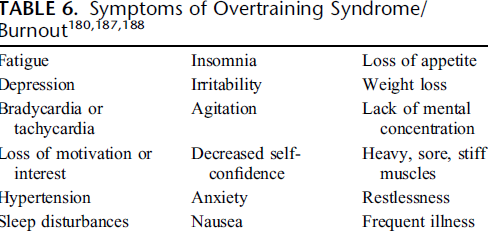 TABLE 6. Symptoms of Overtraining Syndrome/
Burnout180,187,188
Fatigue Insomnia Loss of appetite
Depression Irritability Weight loss
Bradycardia or Agitation Lack of mental
tachycardia concentration
Loss of motivation or Decreased self- Heavy, sore, stiff
interest confidence muscles
Hypertension Anxiety Restlessness
Sleep disturbances Nausea Frequent illness